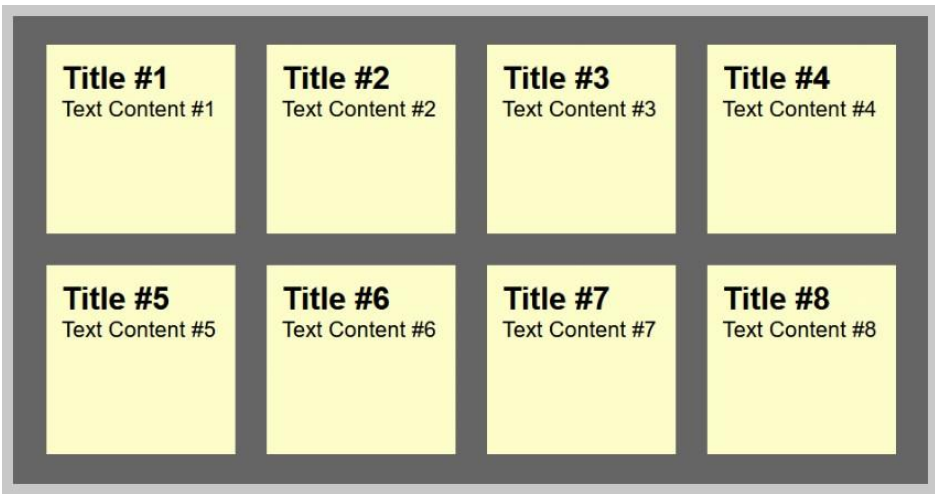 Title #1
Text Content #1
Title #2
Text Content #2
Title #3
Text Content #3
Title #4
Text Content #4
Title #5
Text Content #5
Title #6
Text Content #6
Title #7
Text Content #7
Title #8
Text Content #8